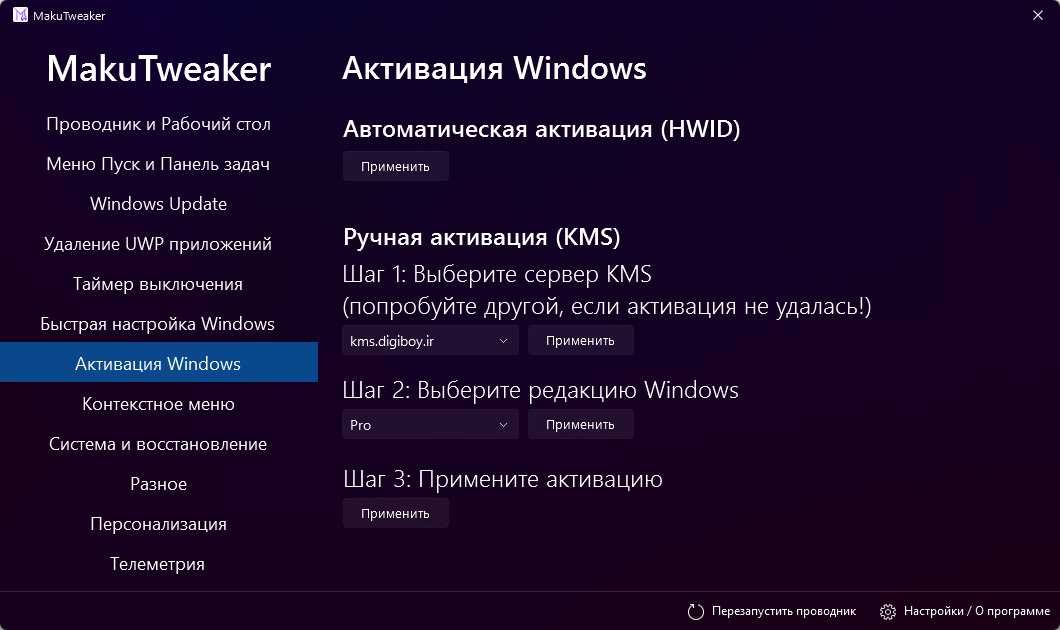 MakuTweaker
MakuTweaker
Проводник и Рабочий стол
Меню Пуск и Панель задач
Windows Update
Удаление UWP приложений
Таймер выключения
Быстрая настройка Windows
Активация Windows
Контекстное меню
Система и восстановление
Разное
Персонализация
Телеметрия
Активация Windows
Автоматическая активация (HWID)
Применить
Ручная активация (KMS)
Шаг 1: Выберите сервер KMS
(попробуйте другой, если активация не удалась!)
kms.digiboy.ir Применить
Шаг 2: Выберите редакцию Windows
Pro Применить
Шаг 3: Примените активацию
Применить
Перезапустить проводник Настройки / О программе